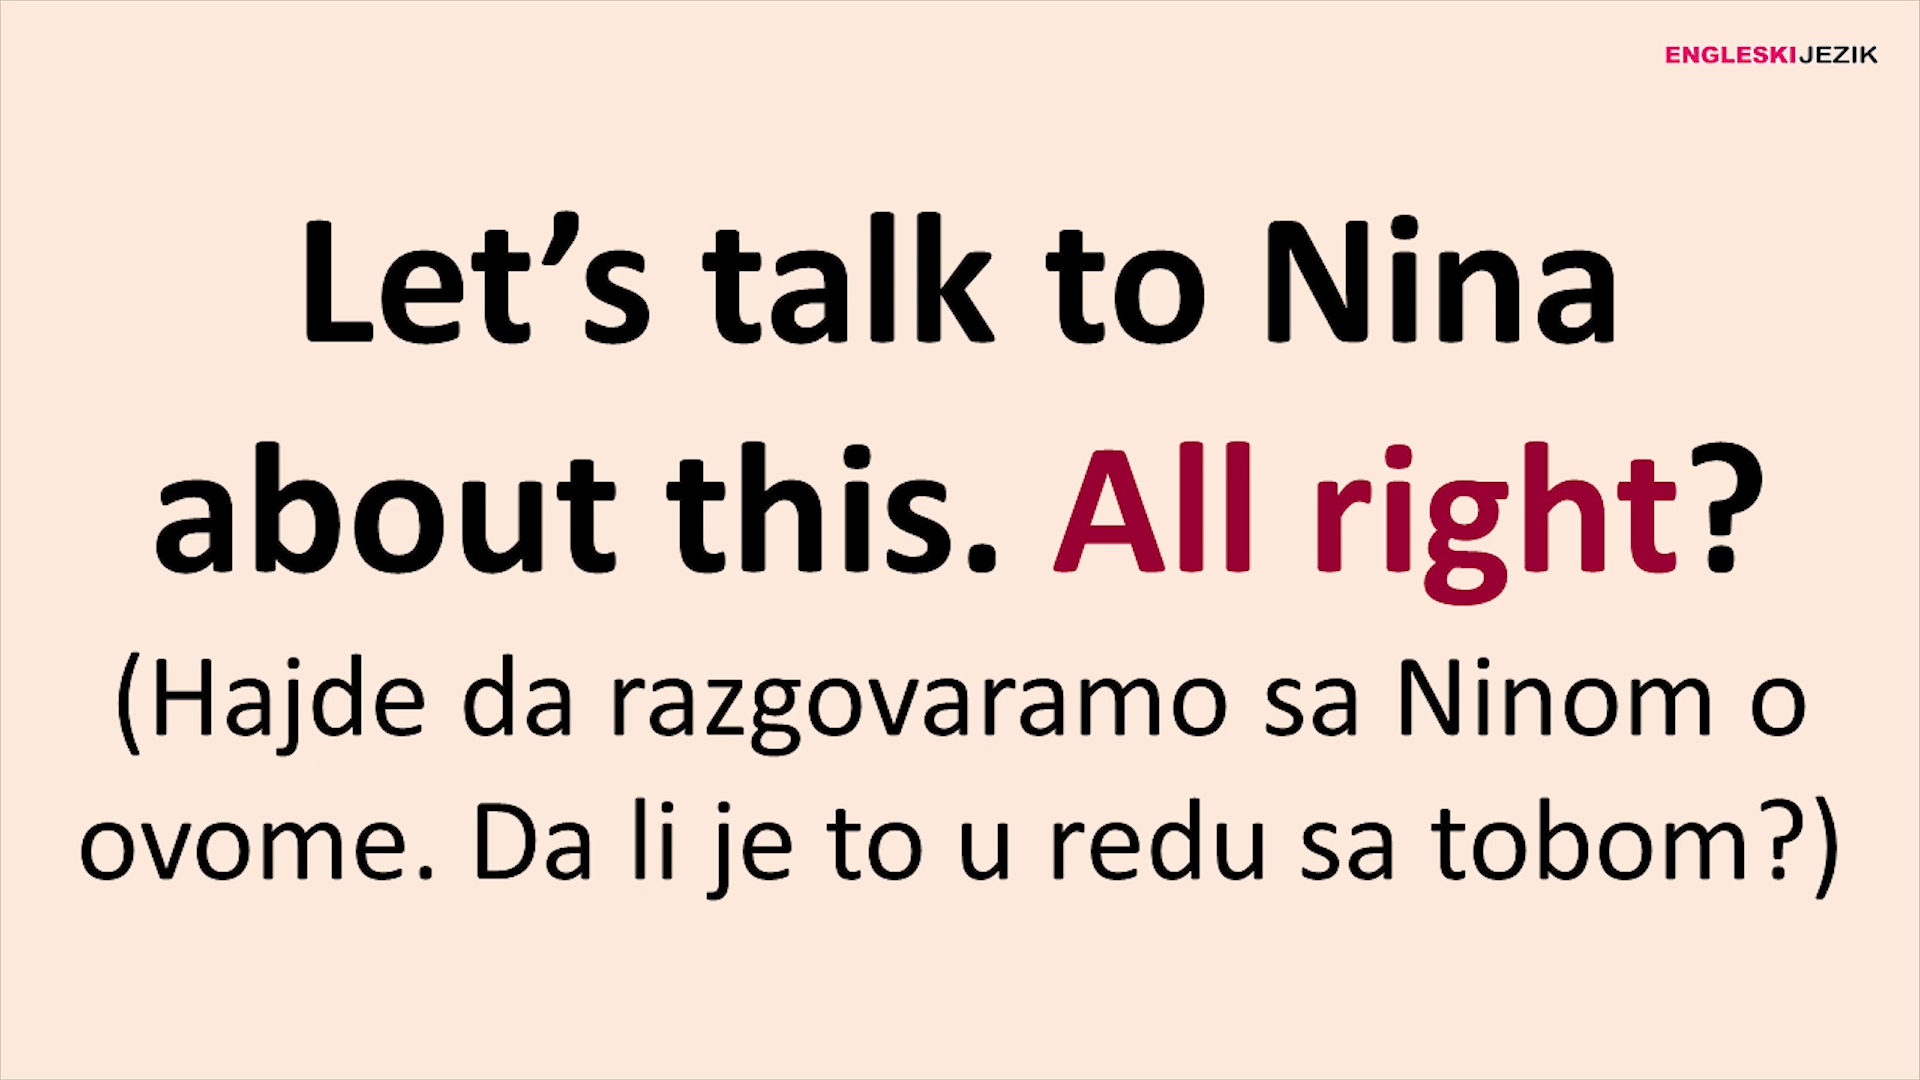 ENGLESKIJEZIK
Let’s talk to Nina
about this. All right?
(Hajde da razgovaramo sa Ninom o
ovome. Da li je to u redu sa tobom?)